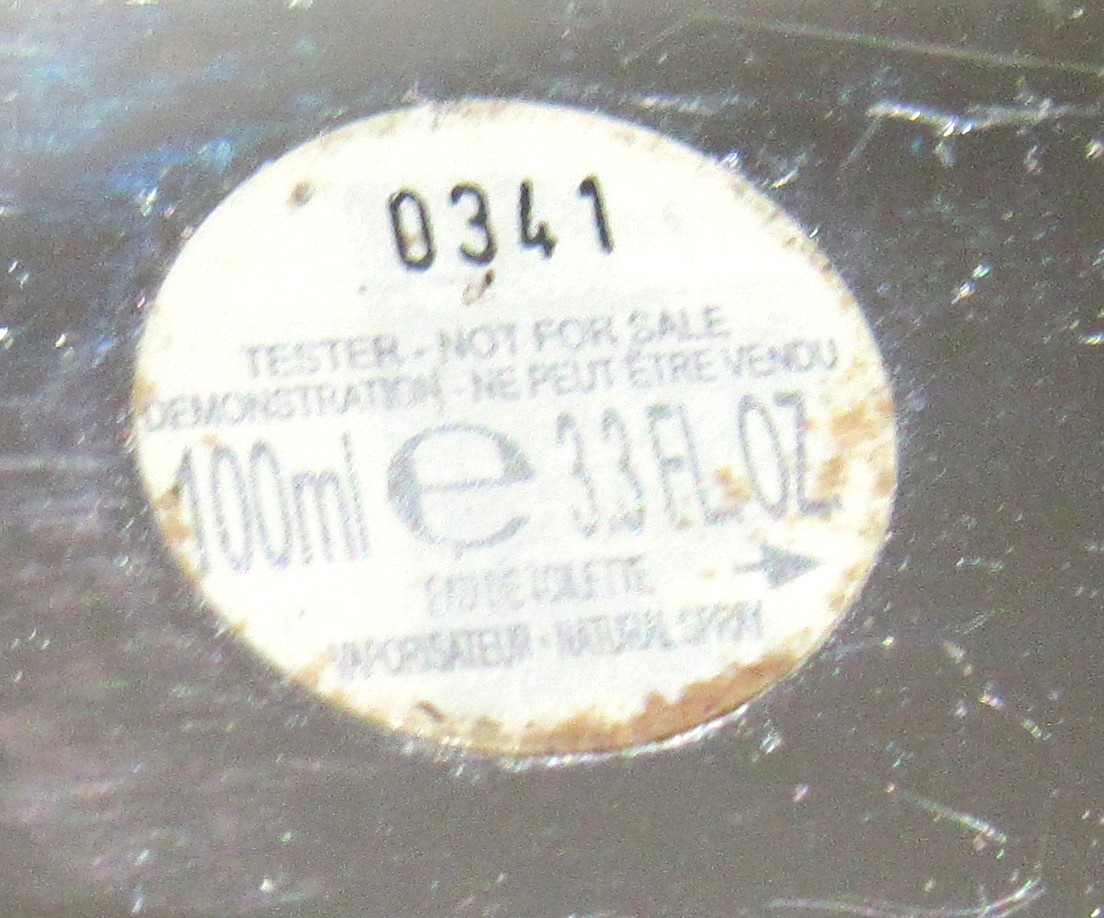 0341
TESTER - NOT FOR SALE
DEMONSTRATION - NE PEUT ÊTRE VENDU
100ml e 3.3 FL. OZ.
EAU DE TOILETTE
VAPORISATEUR - NATURAL SPRAY